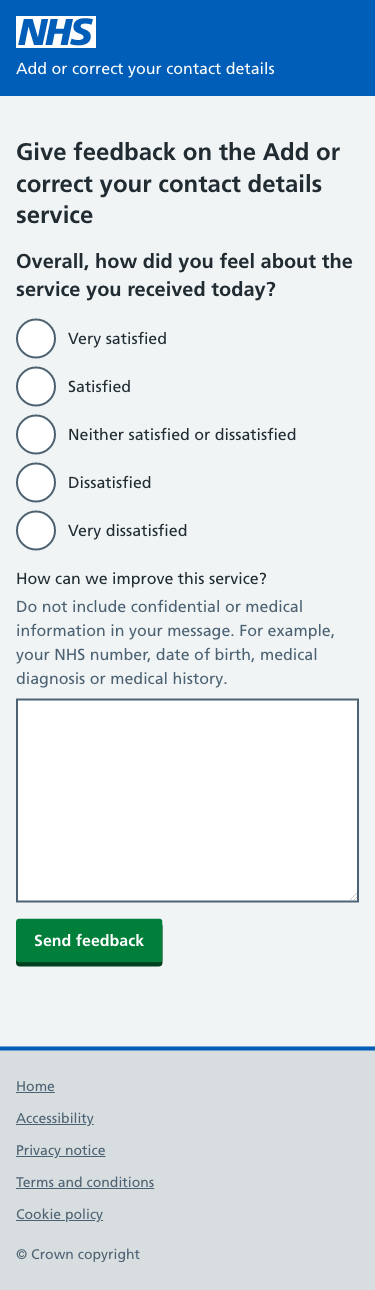 NHS
Add or correct your contact details
Give feedback on the Add or
correct your contact details
service
Overall, how did you feel about the
service you received today?
Very satisfied
Satisfied
Neither satisfied or dissatisfied
Dissatisfied
Very dissatisfied
How can we improve this service?
Do not include confidential or medical
information in your message. For example,
your NHS number, date of birth, medical
diagnosis or medical history.
Send feedback
Home
Accessibility
Privacy notice
Terms and conditions
Cookie policy
© Crown copyright